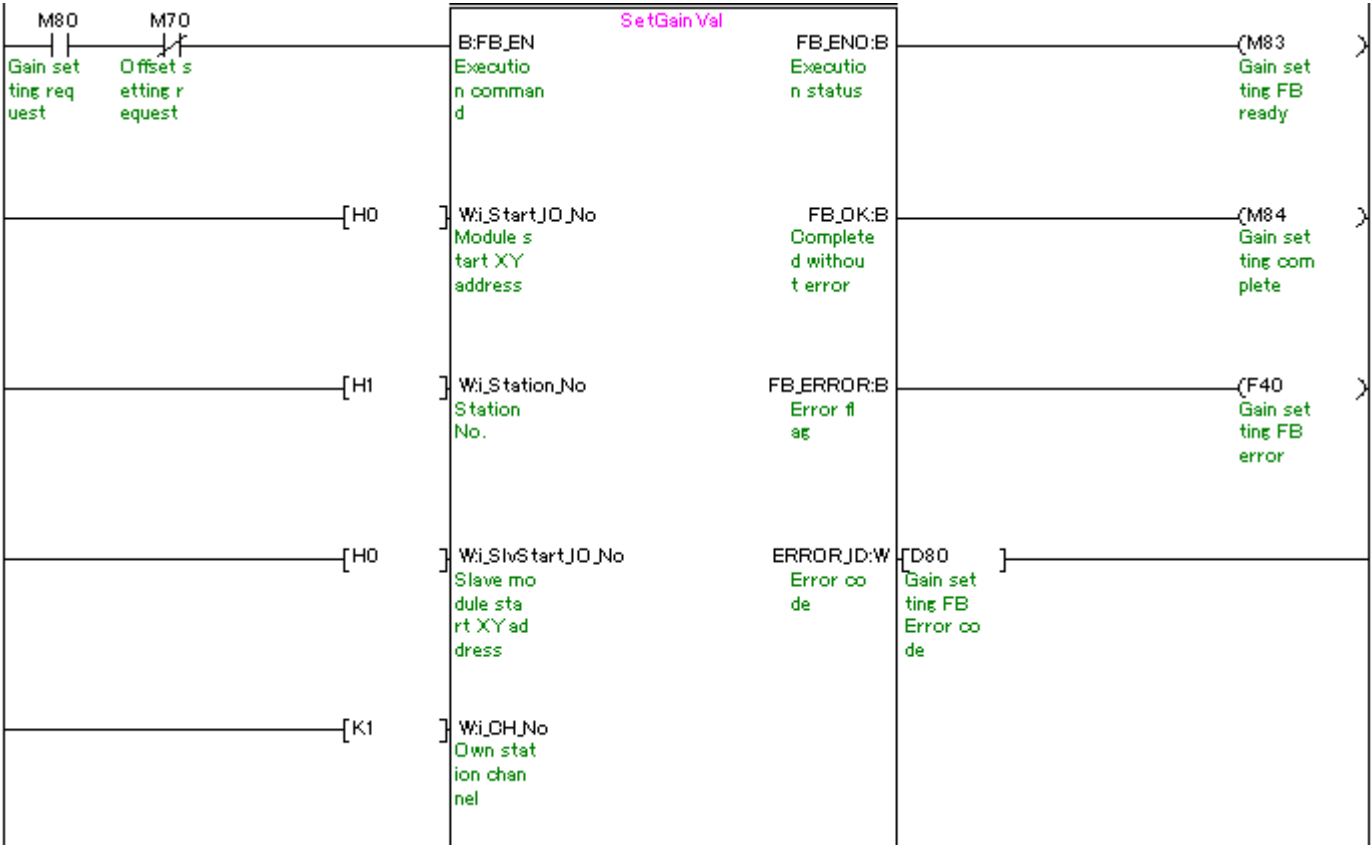 SetGainVal
M80 M70
B:FB_EN FB_ENO:B (M83 )
Gain set Offset s Executio Executio Gain set
ting req etting r n comman n status ting FB
uest equest d ready
[H0 ] W:i_Start_IO_No FB_OK:B (M84 )
Module s Complete Gain set
tart XY d withou ting com
address t error plete
[H1 ] W:i_Station_No FB_ERROR:B (F40 )
Station Error fl Gain set
No. ag ting FB
error
[H0 ] W:i_SlvStart_IO_No ERROR_ID:W [D80 ]
Slave mo Error co Gain set
dule sta de ting FB
rt XY ad Error co
dress de
[K1 ] W:i_CH_No
Own stat
ion chan
nel